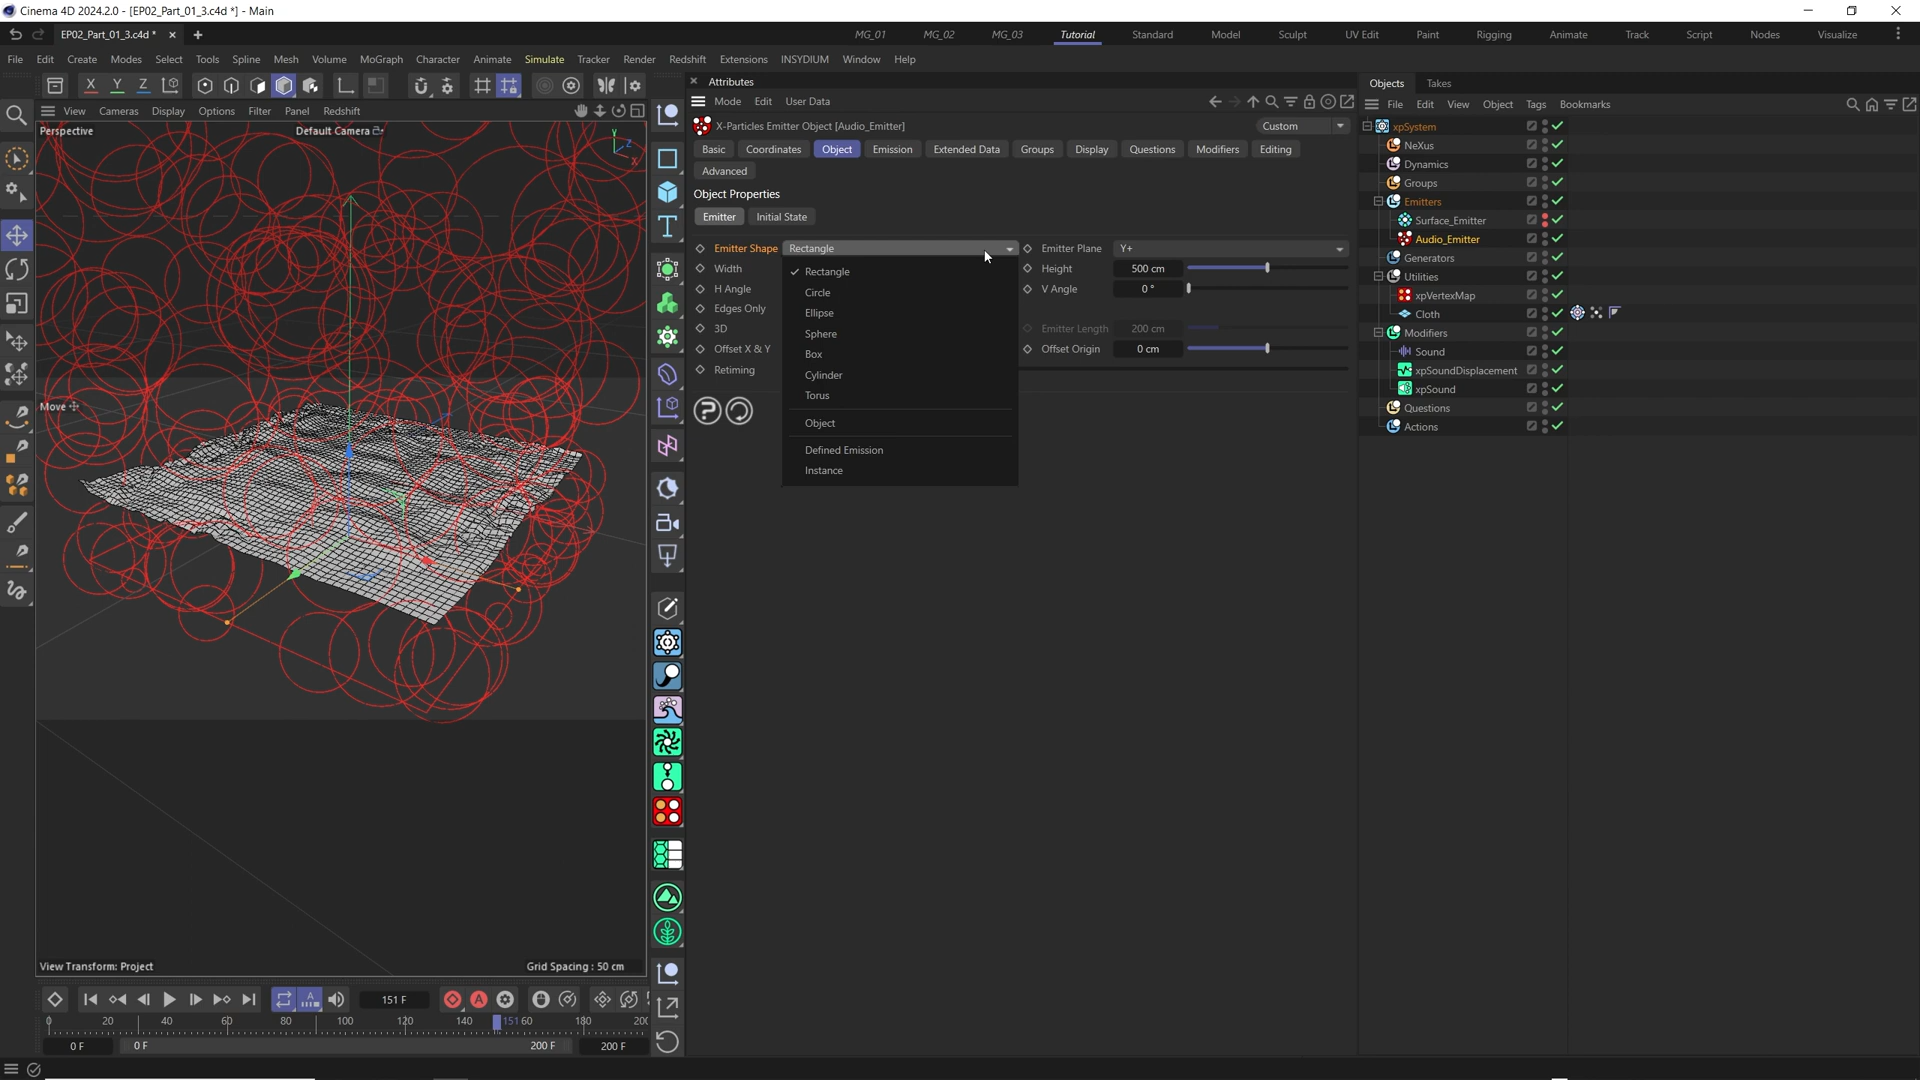 Cinema 4D 2024.2.0 - [EP02_Part_01_3.c4d *] - Main
EP02_Part_01_3.c4d *
MG_01 MG_02 MG_03 Tutorial Standard Model Sculpt UV Edit Paint Rigging Animate Track Script Nodes Visualize
File Edit Create Modes Select Tools Spline Mesh Volume MoGraph Character Animate Simulate Tracker Render Redshift Extensions INSYDIUM Window Help
Attributes
Objects Takes
X Y Z
Mode Edit User Data
File Edit View Object Tags Bookmarks
View Cameras Display Options Filter Panel Redshift
Perspective
Default Camera
Y
Z
X
X-Particles Emitter Object [Audio_Emitter]
Custom
Basic Coordinates Object Emission Extended Data Groups Display Questions Modifiers Editing
Advanced
Object Properties
Emitter Initial State
Emitter Shape Rectangle
Emitter Plane Y+
Width
Height 500 cm
H Angle
V Angle 0 °
Edges Only
3D
Emitter Length 200 cm
Offset X & Y
Offset Origin 0 cm
Retiming
Rectangle
Circle
Ellipse
Sphere
Box
Cylinder
Torus
Object
Defined Emission
Instance
xpSystem
NeXus
Dynamics
Groups
Emitters
Surface_Emitter
Audio_Emitter
Generators
Utilities
xpVertexMap
Cloth
Modifiers
Sound
xpSoundDisplacement
xpSound
Questions
Actions
Move
View Transform: Project
Grid Spacing : 50 cm
151 F
0 20 40 60 80 100 120 140 151 60 180 200
0 F 0 F 200 F 200 F